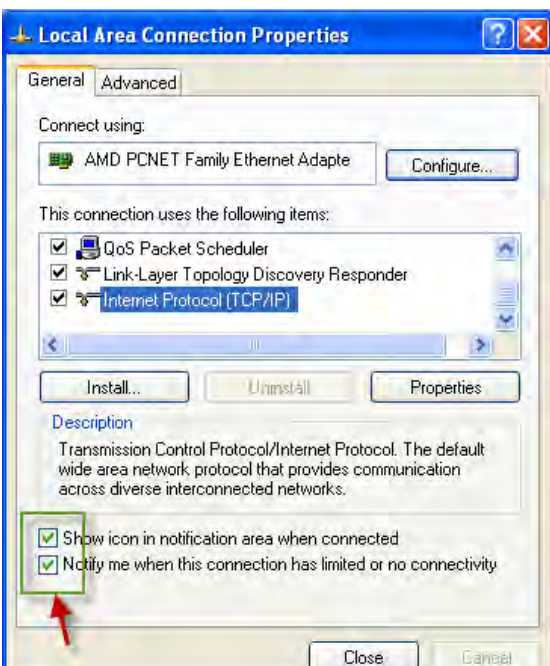 Local Area Connection Properties
General Advanced
Connect using:
AMD PCNET Family Ethernet Adapte Configure...
This connection uses the following items:
QoS Packet Scheduler
Link-Layer Topology Discovery Responder
Internet Protocol (TCP/IP)
Install... Uninstall Properties
Description
Transmission Control Protocol/Internet Protocol. The default
wide area network protocol that provides communication
across diverse interconnected networks.
Show icon in notification area when connected
Notify me when this connection has limited or no connectivity
Close Cancel